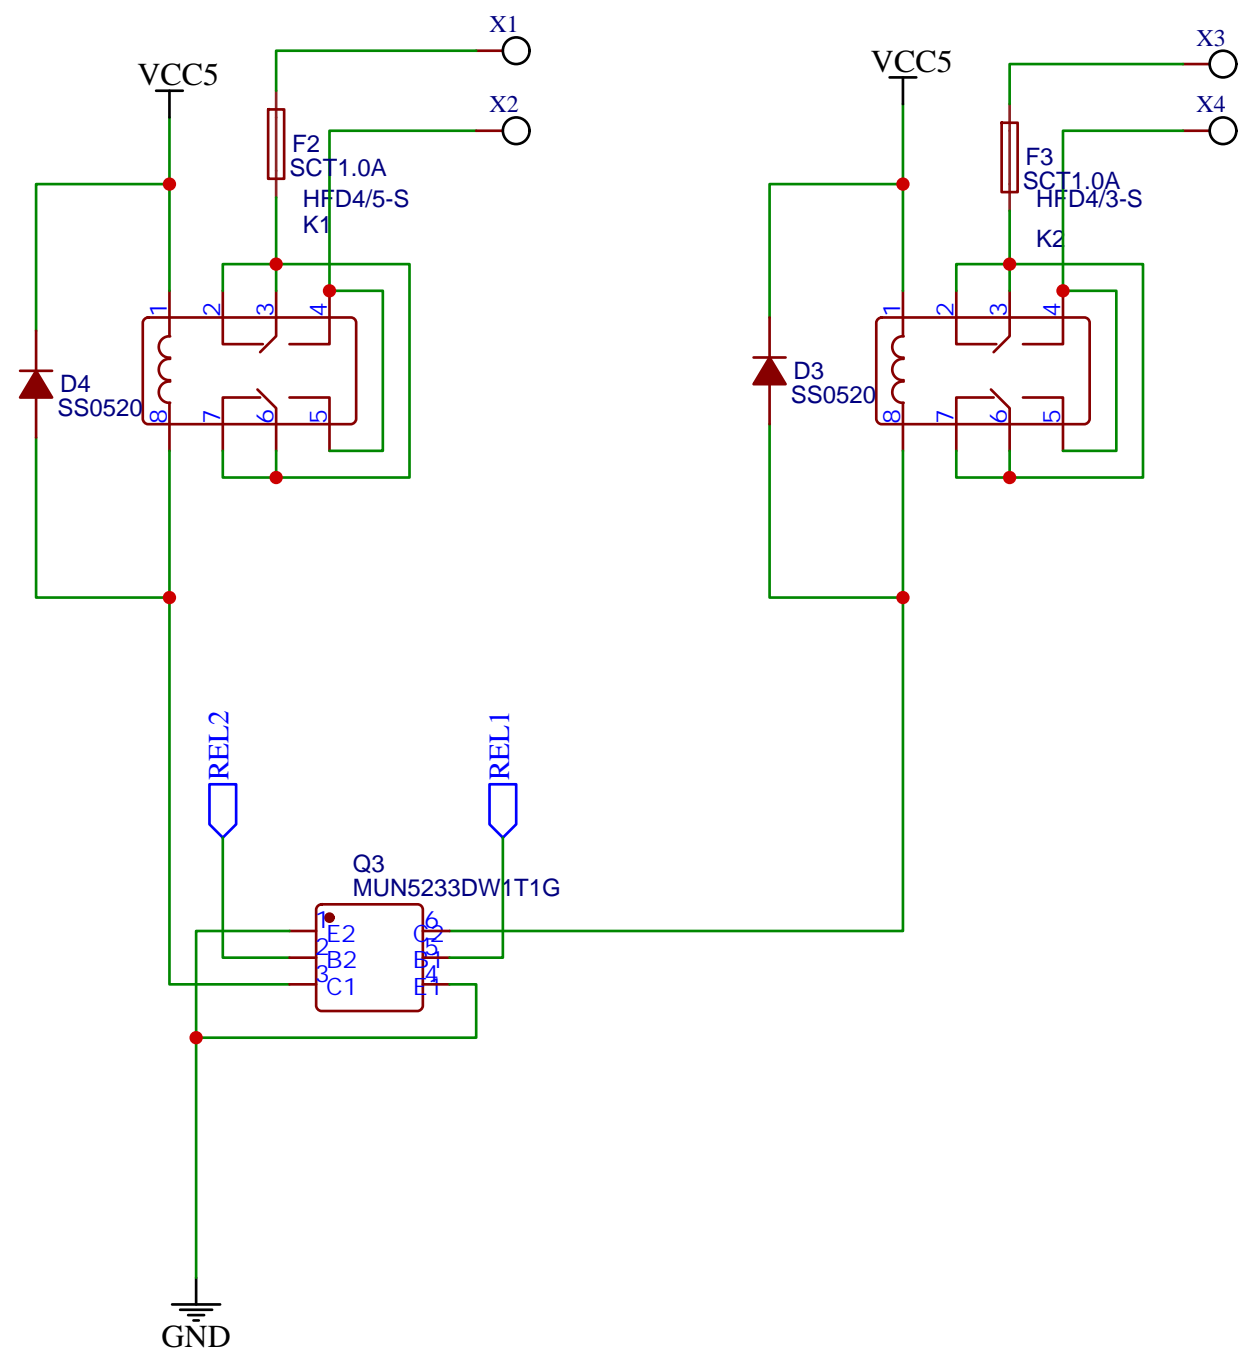 X1
X3
VCC5
VCC5
X2
X4
F2
SCT1.0A
HFD4/5-S
K1
F3
SCT1.0A
HFD4/3-S
K2
1
2
3
4
1
2
3
4
D4
SS0520
D3
SS0520
8
7
6
5
8
7
6
5
REL2
REL1
Q3
MUN5233DW1T1G
1
6
E2
C2
2
5
B2
B1
3
4
C1
E1
GND